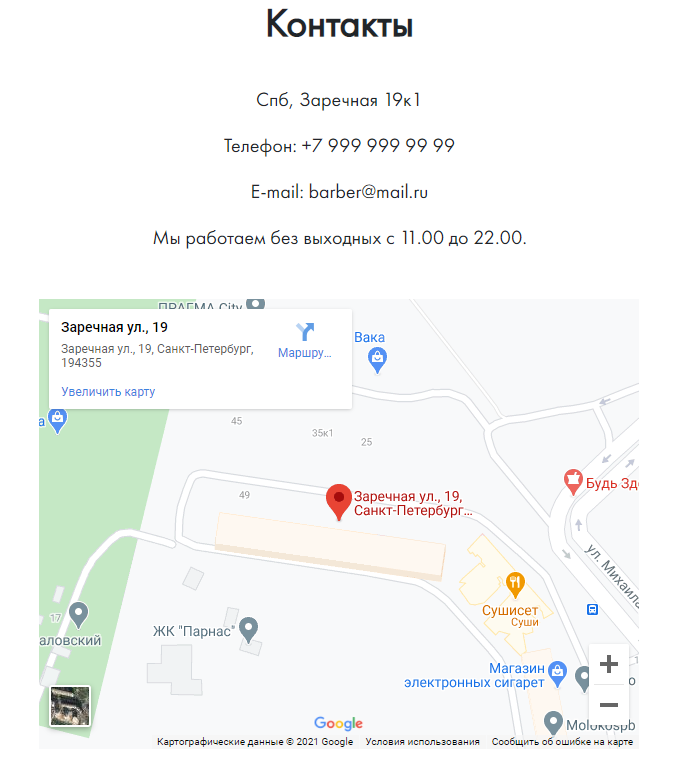 Контакты
Спб, Заречная 19к1
Телефон: +7 999 999 99 99
E-mail: barber@mail.ru
Мы работаем без выходных с 11.00 до 22.00.
ПРАГМА City
Заречная ул., 19
Заречная ул., 19, Санкт-Петербург,
194355
Маршру...
Увеличить карту
Вака
а
45
35к1
25
49
Заречная ул., 19,
Санкт-Петербург...
Будь Здо
ул. Михаила
Сушисет
Суши
17
аловский
ЖК "Парнас"
Магазин
электронных сигарет
о
Molokospb
+
−
Google
Картографические данные © 2021 Google
Условия использования
Сообщить об ошибке на карте